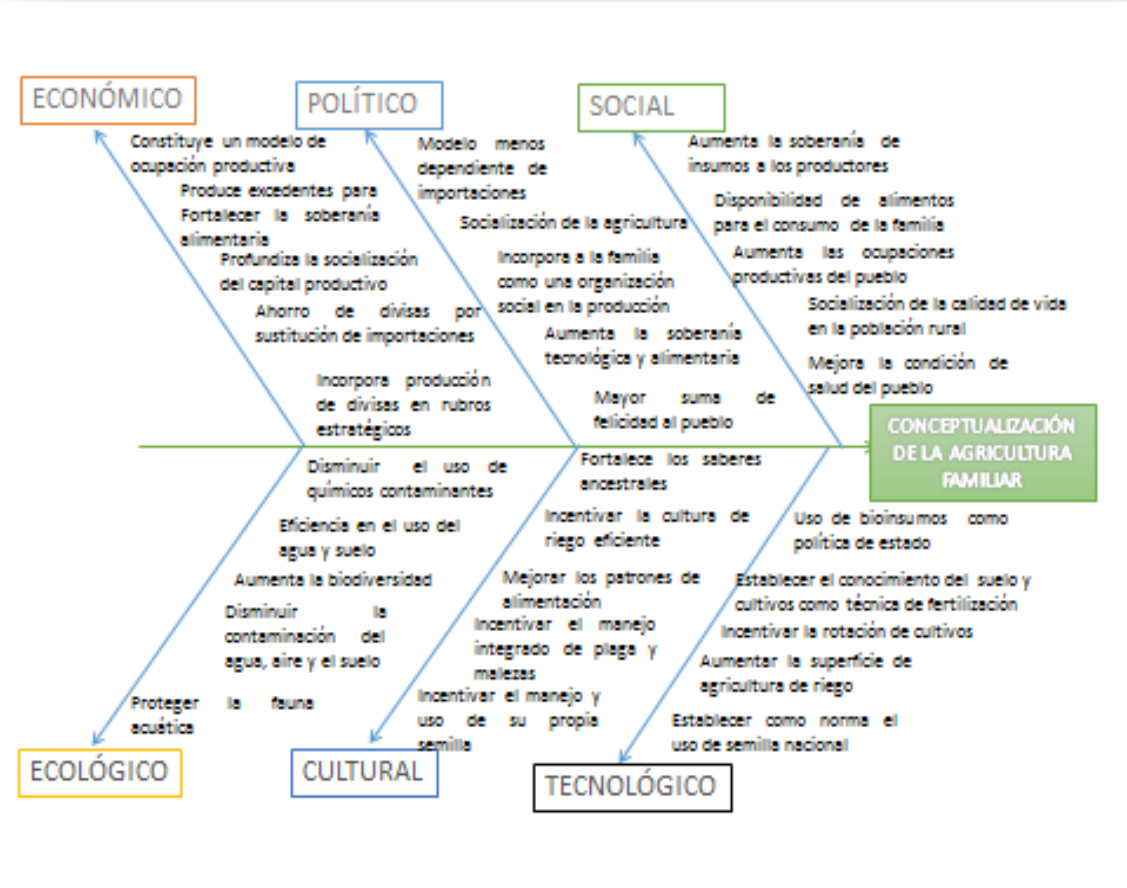 ECONÓMICO
Constituye un modelo de
ocupación productiva
Produce excedentes para
Fortalecer la soberanía
alimentaria
Profundiza la socialización
del capital productivo
Ahorro de divisas por
sustitución de importaciones
Incorpora producción
de divisas en rubros
estratégicos
POLÍTICO
Modelo menos
dependiente de
importaciones
Socialización de la agricultura
Incorpora a la familia
como una organización
social en la producción
Aumenta la soberanía
tecnológica y alimentaria
Mayor suma de
felicidad al pueblo
SOCIAL
Aumenta la soberanía de
insumos a los productores
Disponibilidad de alimentos
para el consumo de la familia
Aumenta las ocupaciones
productivas del pueblo
Socialización de la calidad de vida
en la población rural
Mejora la condición de
salud del pueblo
CONCEPTUALIZACIÓN
DE LA AGRICULTURA
FAMILIAR
Disminuir el uso de
químicos contaminantes
Eficiencia en el uso del
agua y suelo
Aumenta la biodiversidad
Disminuir la
contaminación del
agua, aire y el suelo
Proteger la fauna
acuática
ECOLÓGICO
Fortalece los saberes
ancestrales
Incentivar la cultura de
riego eficiente
Mejorar los patrones de
alimentación
Incentivar el manejo
integrado de plaga y
malezas
Incentivar el manejo y
uso de su propia
semilla
CULTURAL
Uso de bioinsumos como
política de estado
Establecer el conocimiento del suelo y
cultivos como técnica de fertilización
Incentivar la rotación de cultivos
Aumentar la superficie de
agricultura de riego
Establecer como norma el
uso de semilla nacional
TECNOLÓGICO